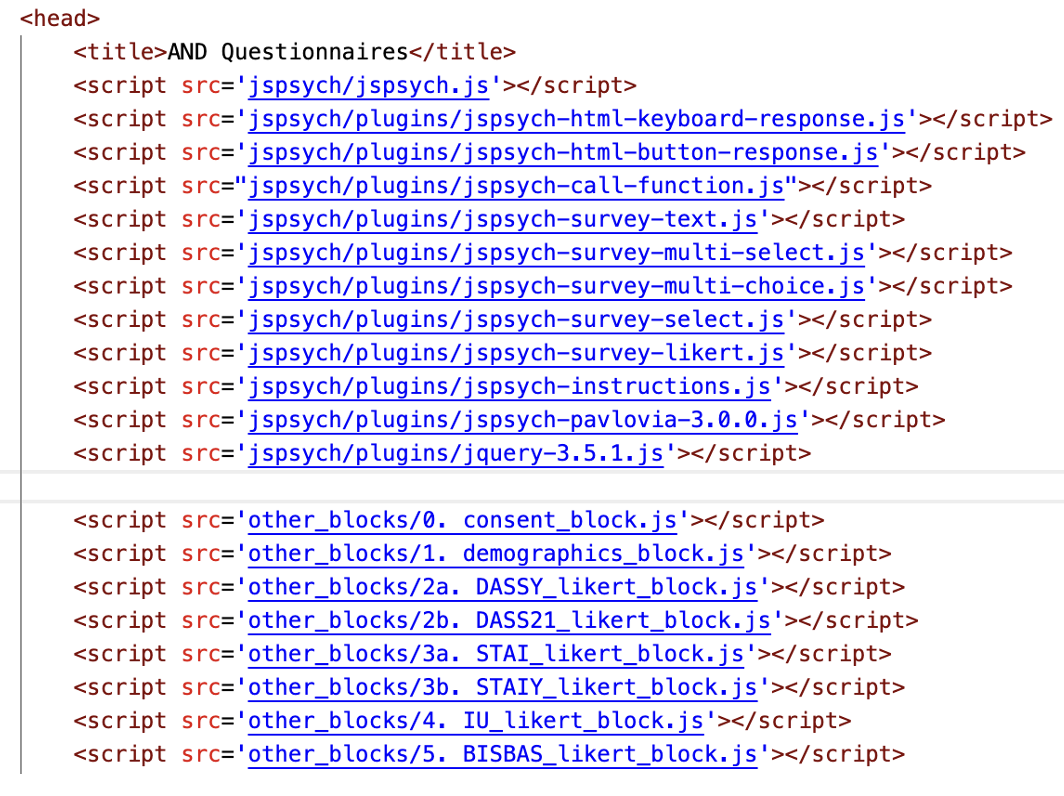 <head>
<title>AND Questionnaires</title>
<script src='jspsych/jspsych.js'></script>
<script src='jspsych/plugins/jspsych-html-keyboard-response.js'></script>
<script src='jspsych/plugins/jspsych-html-button-response.js'></script>
<script src="jspsych/plugins/jspsych-call-function.js"></script>
<script src='jspsych/plugins/jspsych-survey-text.js'></script>
<script src='jspsych/plugins/jspsych-survey-multi-select.js'></script>
<script src='jspsych/plugins/jspsych-survey-multi-choice.js'></script>
<script src='jspsych/plugins/jspsych-survey-select.js'></script>
<script src='jspsych/plugins/jspsych-survey-likert.js'></script>
<script src='jspsych/plugins/jspsych-instructions.js'></script>
<script src='jspsych/plugins/jspsych-pavlovia-3.0.0.js'></script>
<script src='jspsych/plugins/jquery-3.5.1.js'></script>
<script src='other_blocks/0. consent_block.js'></script>
<script src='other_blocks/1. demographics_block.js'></script>
<script src='other_blocks/2a. DASSY_likert_block.js'></script>
<script src='other_blocks/2b. DASS21_likert_block.js'></script>
<script src='other_blocks/3a. STAI_likert_block.js'></script>
<script src='other_blocks/3b. STAIY_likert_block.js'></script>
<script src='other_blocks/4. IU_likert_block.js'></script>
<script src='other_blocks/5. BISBAS_likert_block.js'></script>